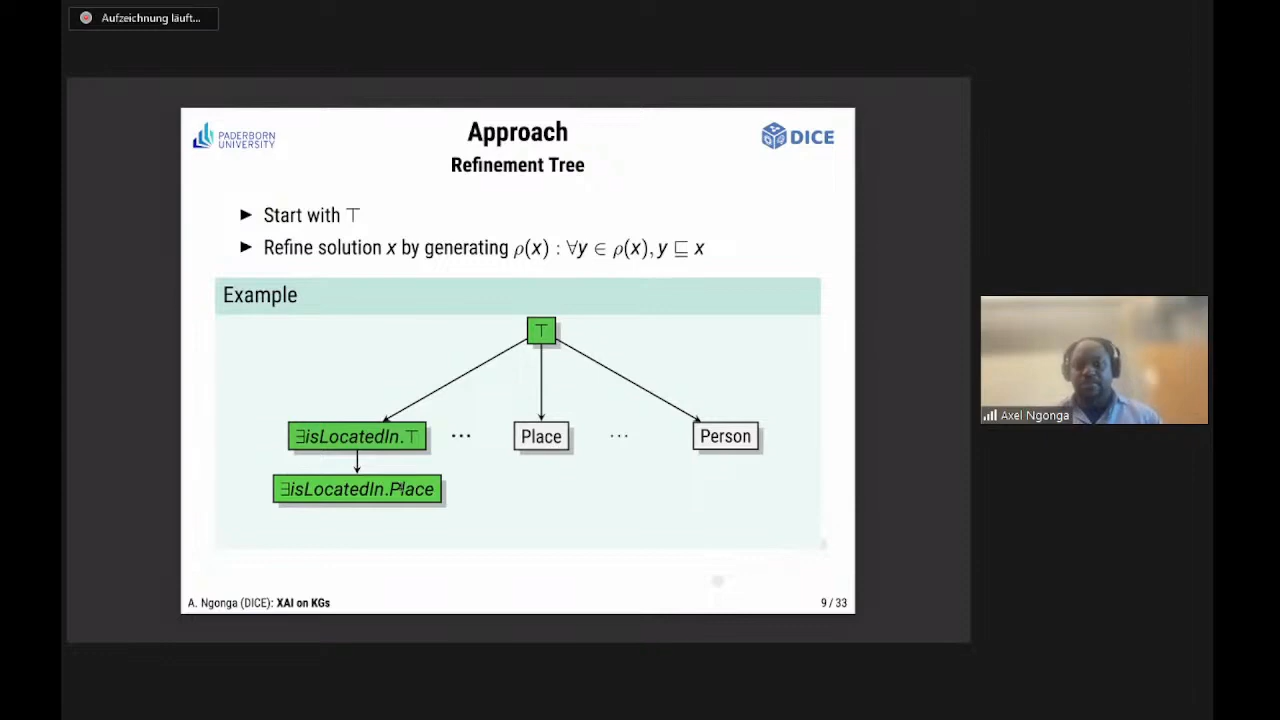 Aufzeichnung läuft...
PADERBORN
UNIVERSITY
Approach
DICE
Refinement Tree
► Start with ⊤
► Refine solution x by generating ρ(x) : ∀y ∈ ρ(x), y ⊑ x
Example
⊤
∃isLocatedIn.⊤ ... Place ... Person
∃isLocatedIn.Place
A. Ngonga (DICE): XAI on KGs
9 / 33
Axel Ngonga